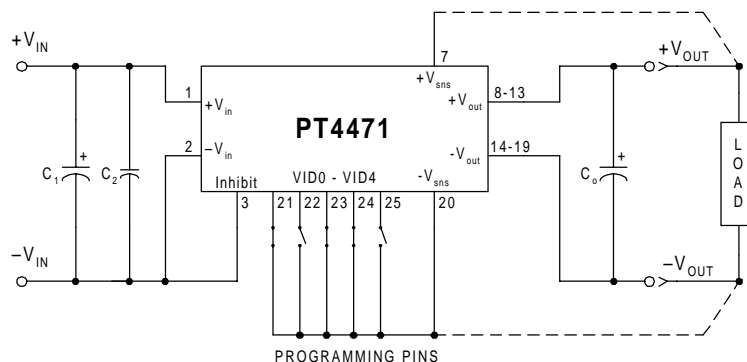 +V_IN
7
+V_OUT
+V_sns
1
+V_in
+V_out
8-13
PT4471
2
−V_in
-V_out
14-19
C_1
+
C_2
C_o
+
LOAD
VID0 - VID4
-V_sns
Inhibit
3
21
22
23
24
25
20
−V_IN
−V_OUT
PROGRAMMING PINS